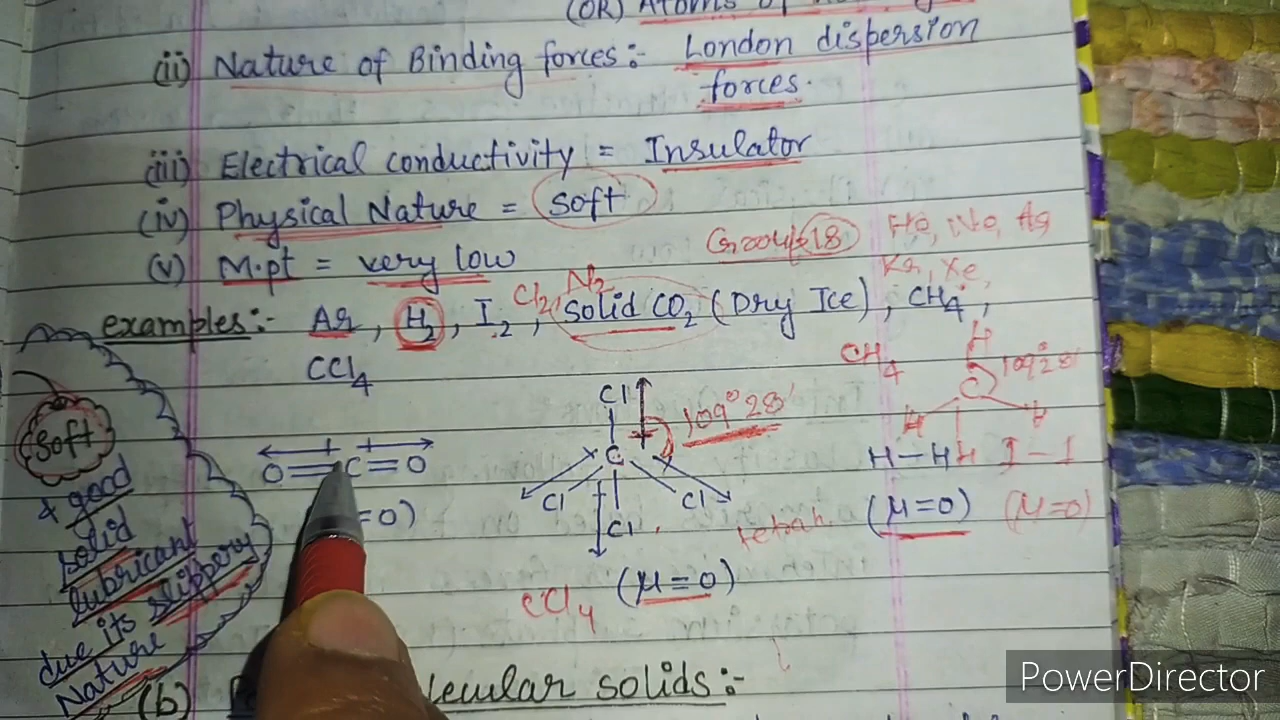 (OR) Atoms of
(ii) Nature of Binding forces:- London dispersion
forces.
(iii) Electrical conductivity = Insulator
(iv) Physical Nature = soft
(v) M.pt = very low
Group 18 He, Ne, Ag
Kr, Xe,
Cl2, N2
examples:- Ar, H2, I2, solid CO2 (Dry Ice), CH4,
CCl4
CH4 H 109°28'
C
H H
H
Cl 109°28'
C
Cl Cl
Cl
O=C=O
=0)
H-H I-I
(μ=0) (μ=0)
tetrah.
CCl4 (μ=0)
soft
& good
solid
lubricant
due its slippery
Nature
(b) lecular solids:-
PowerDirector